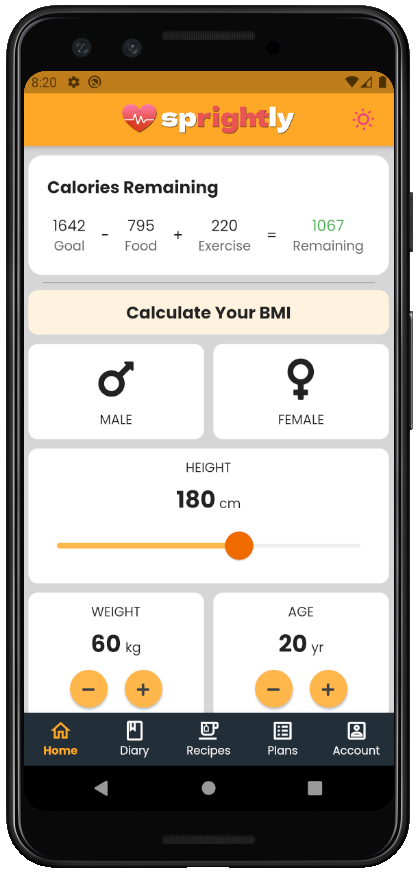 8:20
sprightly
Calories Remaining
1642 - 795 + 220 = 1067
Goal Food Exercise Remaining
Calculate Your BMI
MALE FEMALE
HEIGHT
180 cm
WEIGHT AGE
60 kg 20 yr
− + − +
Home Diary Recipes Plans Account